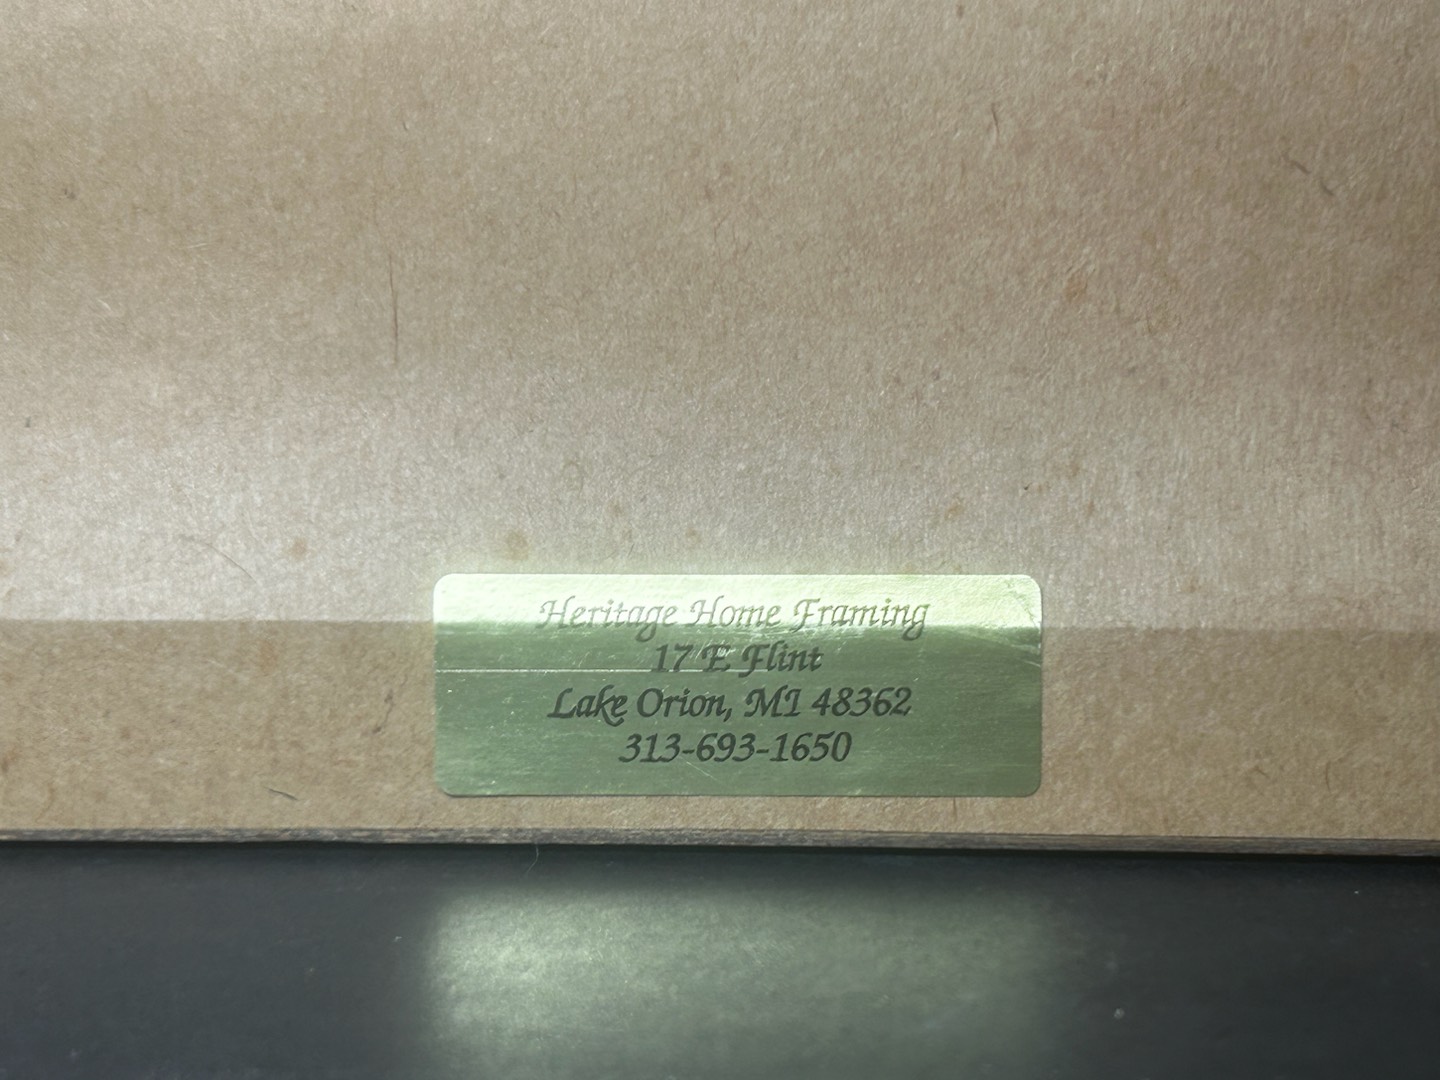 Heritage Home Framing
17 E Flint
Lake Orion, MI 48362
313-693-1650